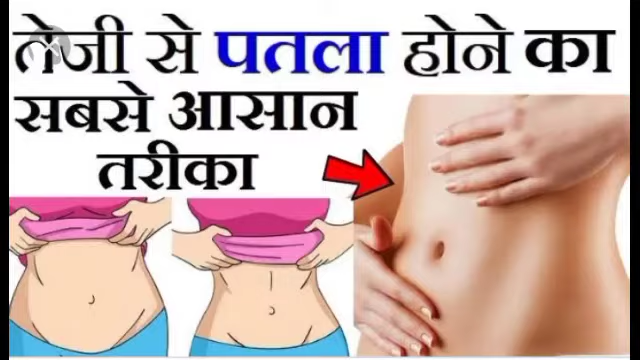 तेजी से पतला होने का
सबसे आसान
तरीका